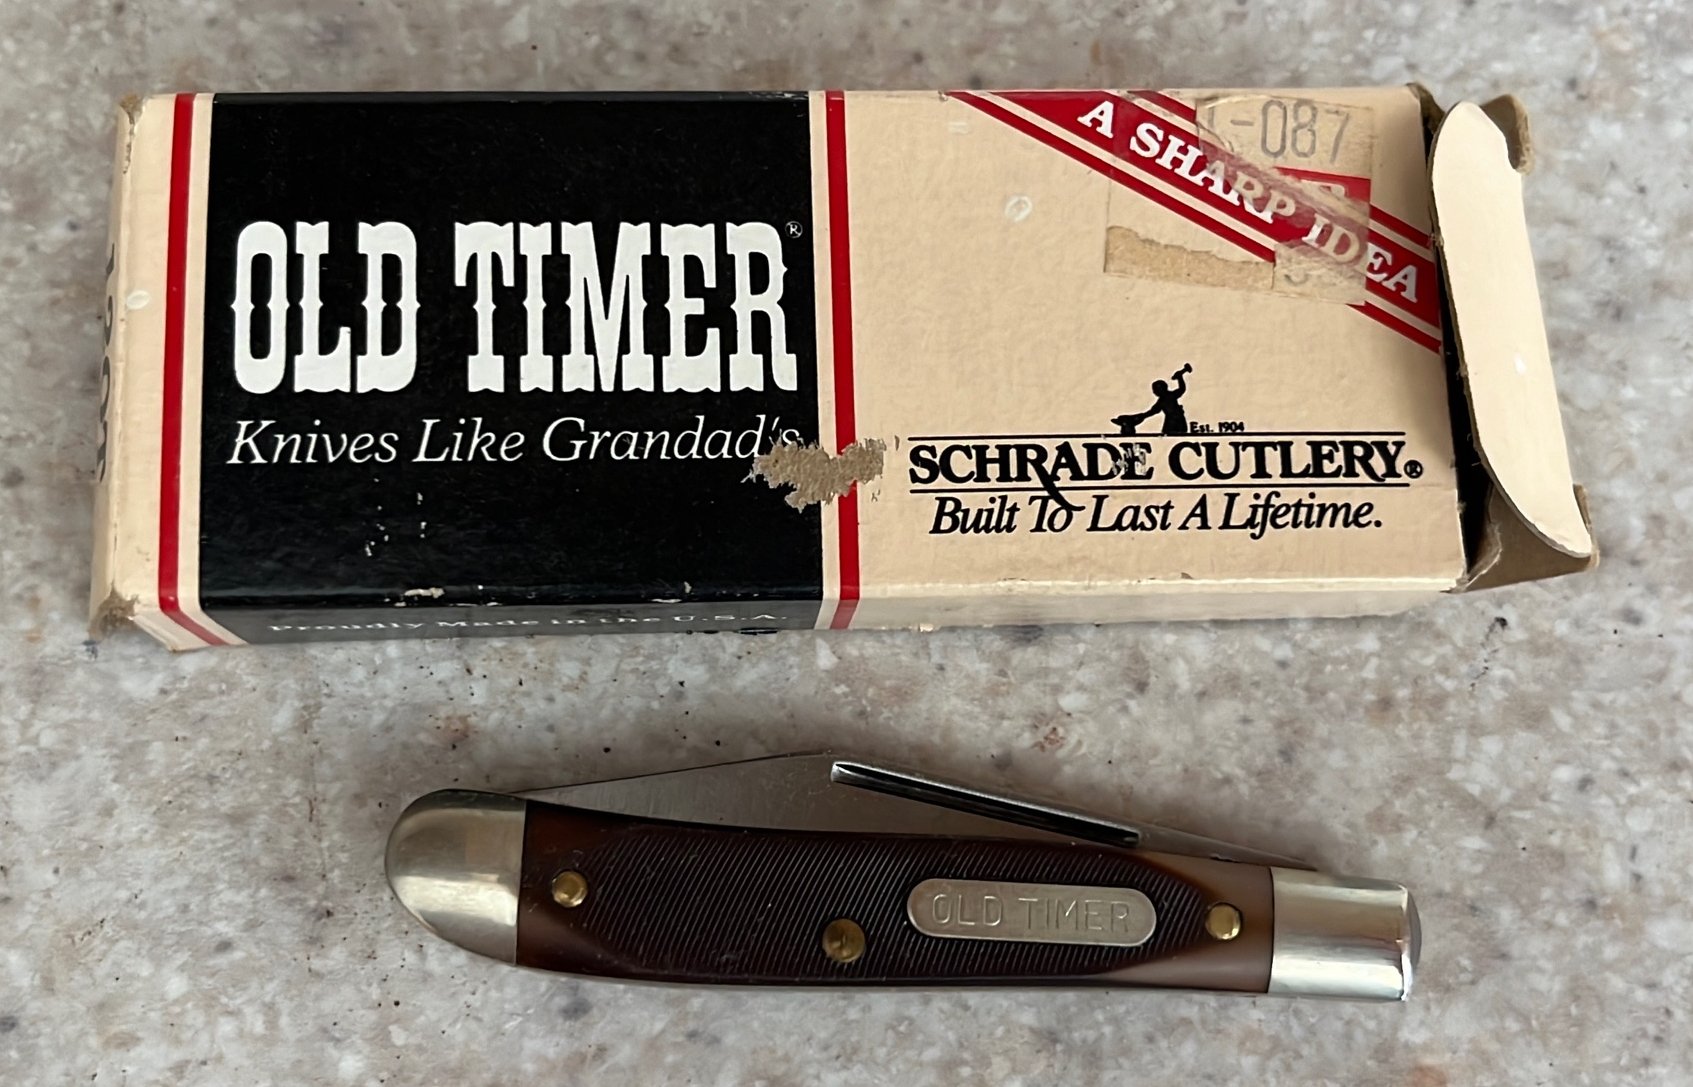 OLD TIMER®
Knives Like Grandad's
Proudly Made in the U.S.A.
-087
A SHARP IDEA
Est. 1904
SCHRADE CUTLERY®
Built To Last A Lifetime.
OLD TIMER